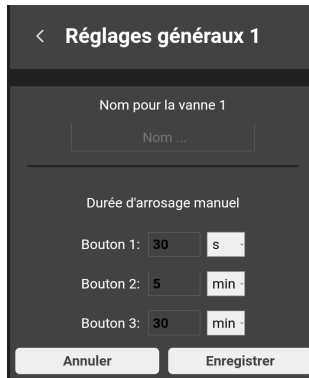 Réglages généraux 1
Nom pour la vanne 1
Nom ...
Durée d'arrosage manuel
Bouton 1: 30 s
Bouton 2: 5 min
Bouton 3: 30 min
Annuler Enregistrer